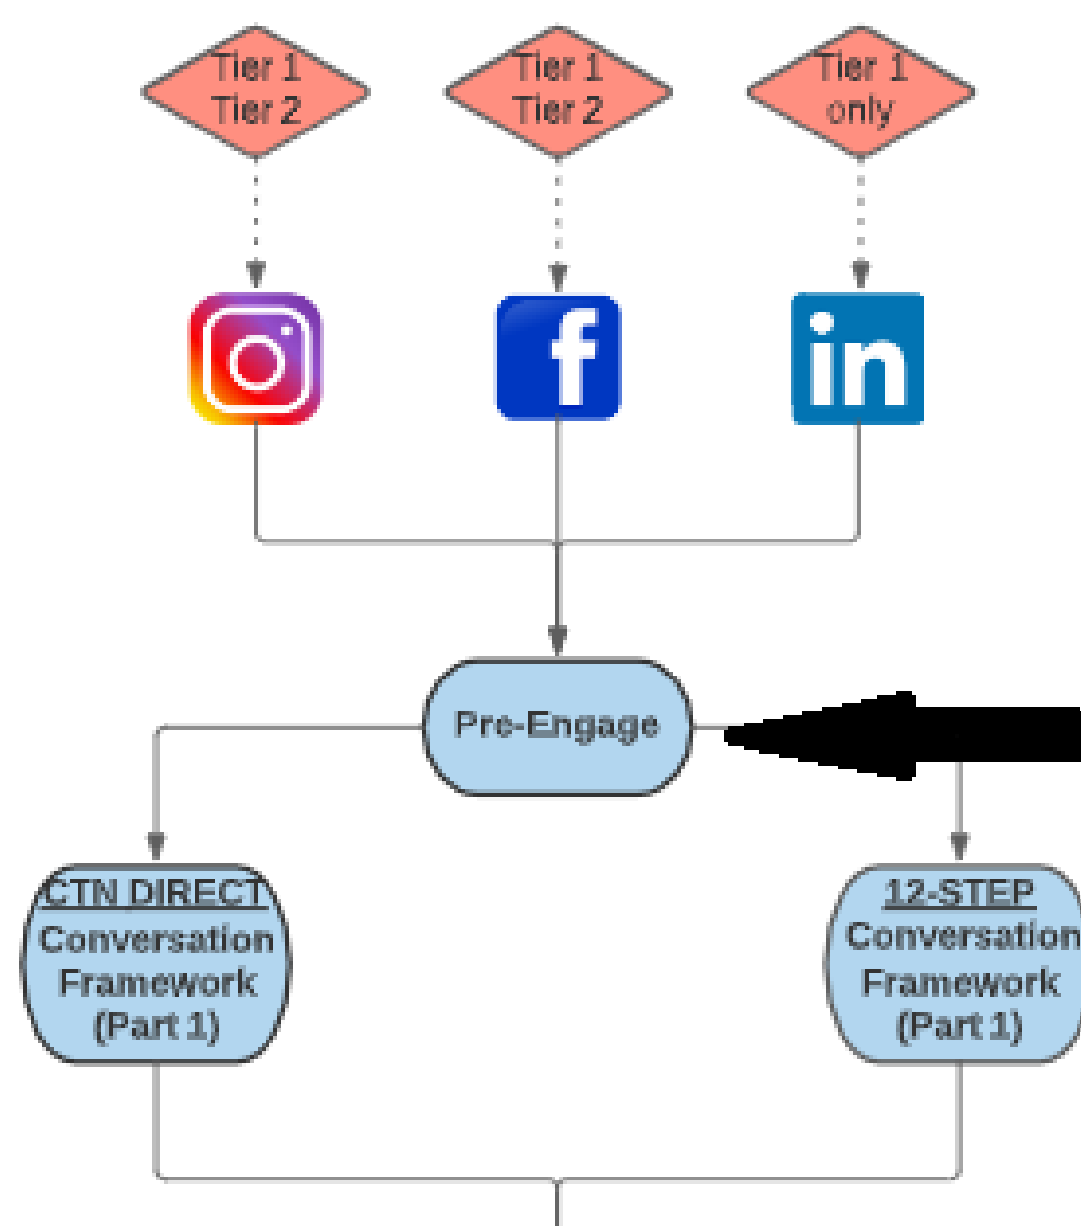 Tier 1
Tier 2
Tier 1
Tier 2
Tier 1
only
f
in
Pre-Engage
CTN DIRECT
Conversation
Framework
(Part 1)
12-STEP
Conversation
Framework
(Part 1)